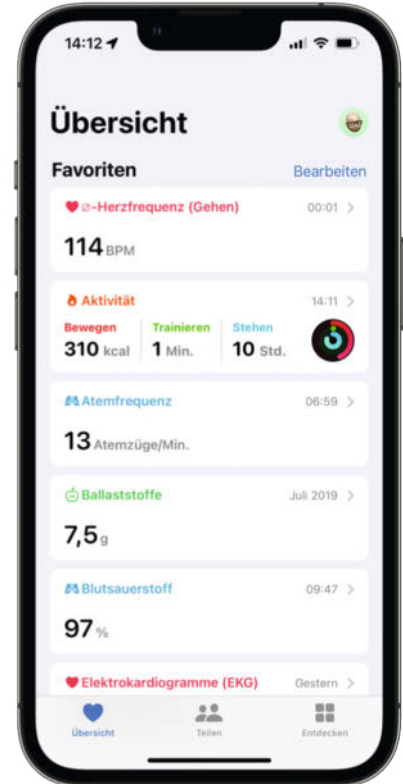 14:12
Übersicht
Favoriten Bearbeiten
⌀-Herzfrequenz (Gehen) 00:01
114 BPM
Aktivität 14:11
Bewegen Trainieren Stehen
310 kcal 1 Min. 10 Std.
Atemfrequenz 06:59
13 Atemzüge/Min.
Ballaststoffe Juli 2019
7,5 g
Blutsauerstoff 09:47
97 %
Elektrokardiogramme (EKG) Gestern
Übersicht Teilen Entdecken